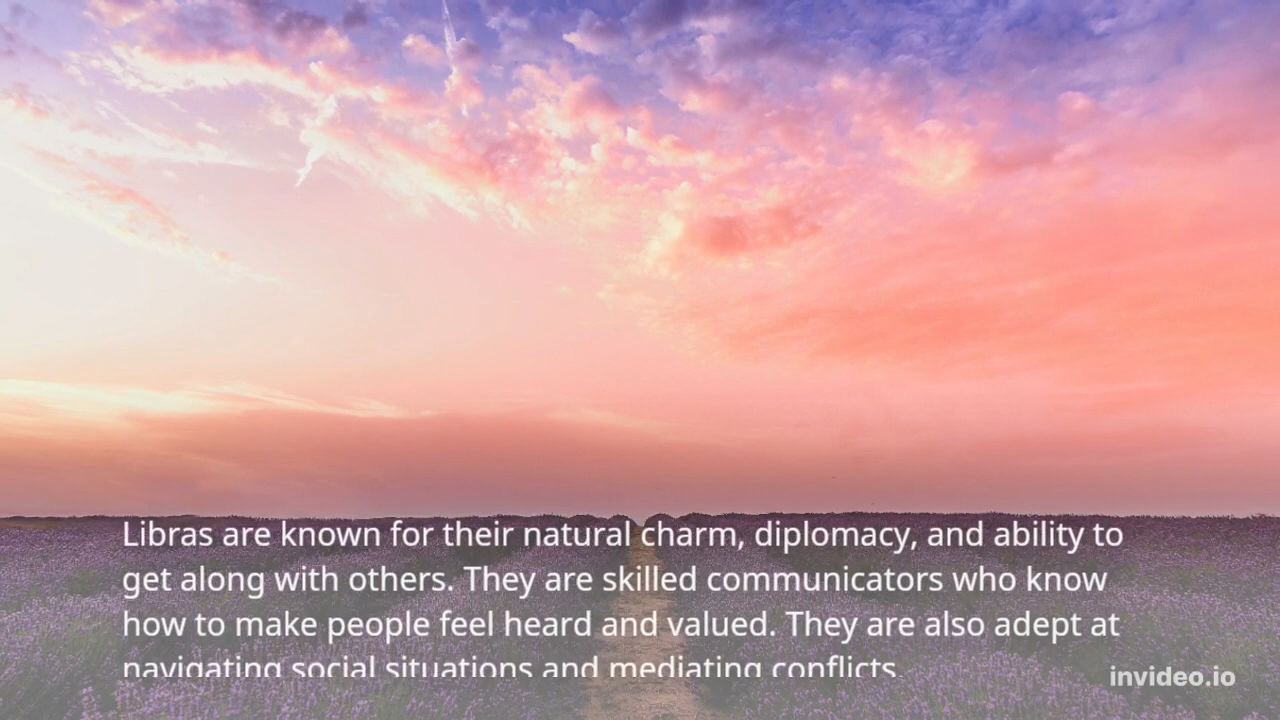 Libras are known for their natural charm, diplomacy, and ability to
get along with others. They are skilled communicators who know
how to make people feel heard and valued. They are also adept at
navigating social situations and mediating conflicts.
invideo.io